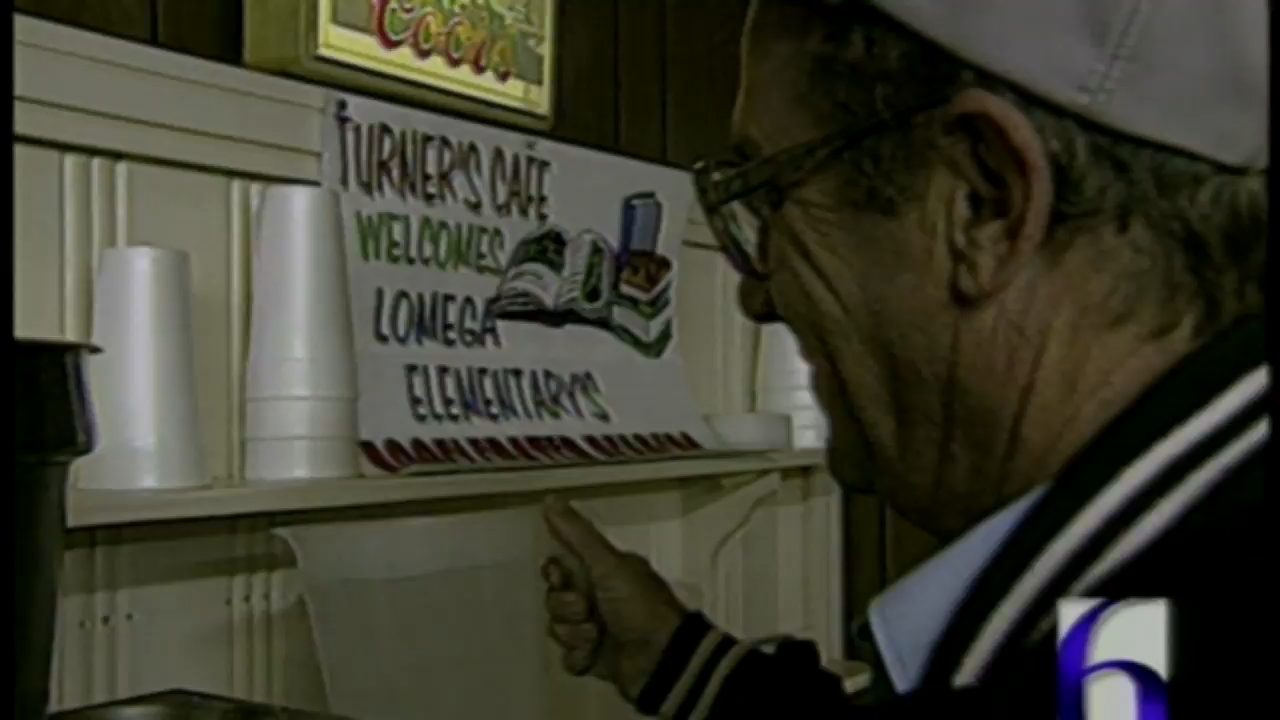 Coors
TURNER'S CAFE
WELCOMES
LOMEGA
ELEMENTARY'S
6